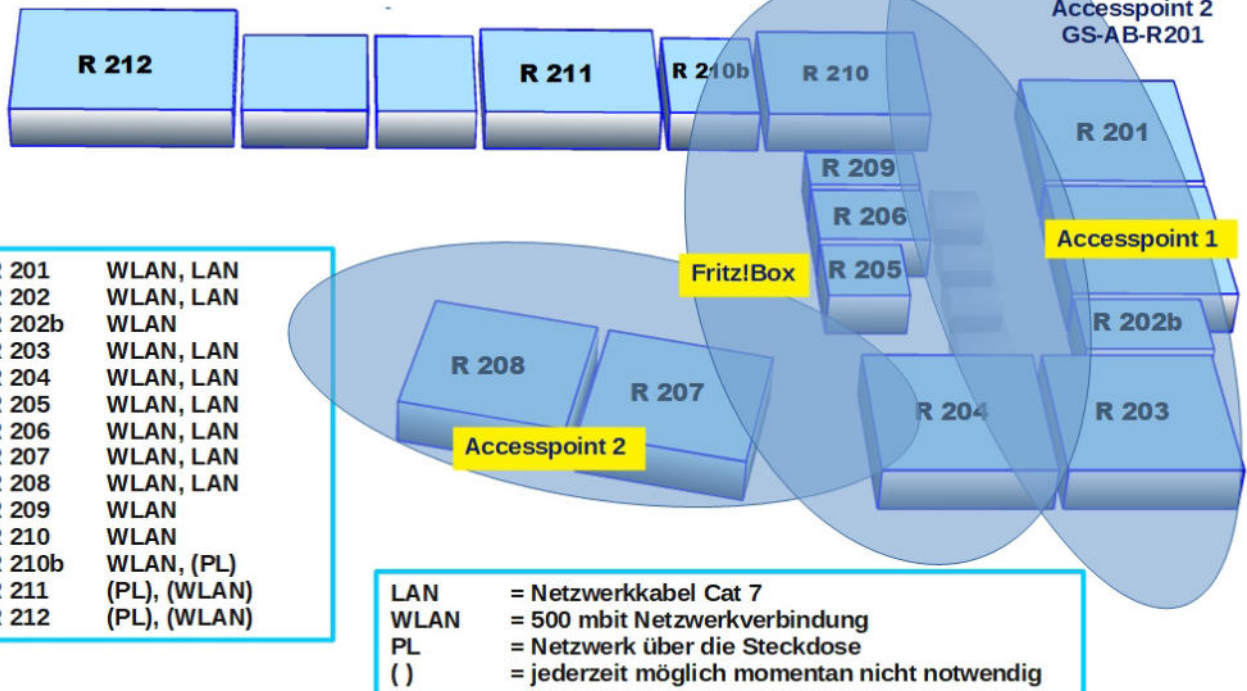 Accesspoint 2
GS-AB-R201
R 212
R 211
R 210b
R 210
R 201
R 209
R 206
R 205
Accesspoint 1
Fritz!Box
R 202b
R 208
R 207
R 204
R 203
Accesspoint 2
R 201 WLAN, LAN
R 202 WLAN, LAN
R 202b WLAN
R 203 WLAN, LAN
R 204 WLAN, LAN
R 205 WLAN, LAN
R 206 WLAN, LAN
R 207 WLAN, LAN
R 208 WLAN, LAN
R 209 WLAN
R 210 WLAN
R 210b WLAN, (PL)
R 211 (PL), (WLAN)
R 212 (PL), (WLAN)
LAN = Netzwerkkabel Cat 7
WLAN = 500 mbit Netzwerkverbindung
PL = Netzwerk über die Steckdose
( ) = jederzeit möglich momentan nicht notwendig